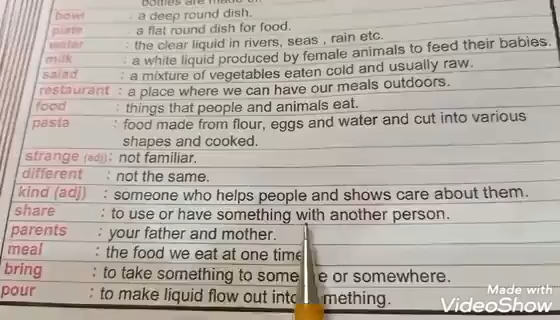 bottles are made of.
bowl : a deep round dish.
plate : a flat round dish for food.
water : the clear liquid in rivers, seas , rain etc.
milk : a white liquid produced by female animals to feed their babies.
salad : a mixture of vegetables eaten cold and usually raw.
restaurant : a place where we can have our meals outdoors.
food : things that people and animals eat.
pasta : food made from flour, eggs and water and cut into various
shapes and cooked.
strange (adj): not familiar.
different : not the same.
kind (adj) : someone who helps people and shows care about them.
share : to use or have something with another person.
parents : your father and mother.
meal : the food we eat at one time
bring : to take something to some e or somewhere.
pour : to make liquid flow out into mething.
Made with
VideoShow